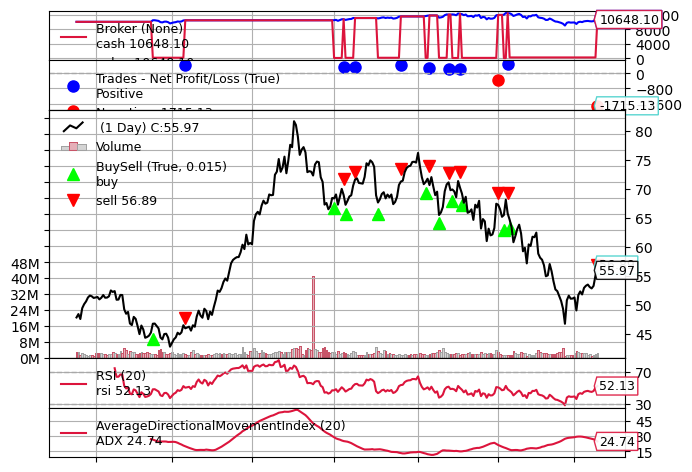 Broker (None)
cash 10648.10
10648.10
8000
4000
0
Trades - Net Profit/Loss (True)
Positive
0
−800
-1715.13
(1 Day) C:55.97
Volume
BuySell (True, 0.015)
buy
sell 56.89
80
75
70
65
60
55
50
45
55.97
48M
40M
32M
24M
16M
8M
0M
RSI (20)
rsi 52.13
70
52.13
30
AverageDirectionalMovementIndex (20)
ADX 24.74
45
30
24.74
15